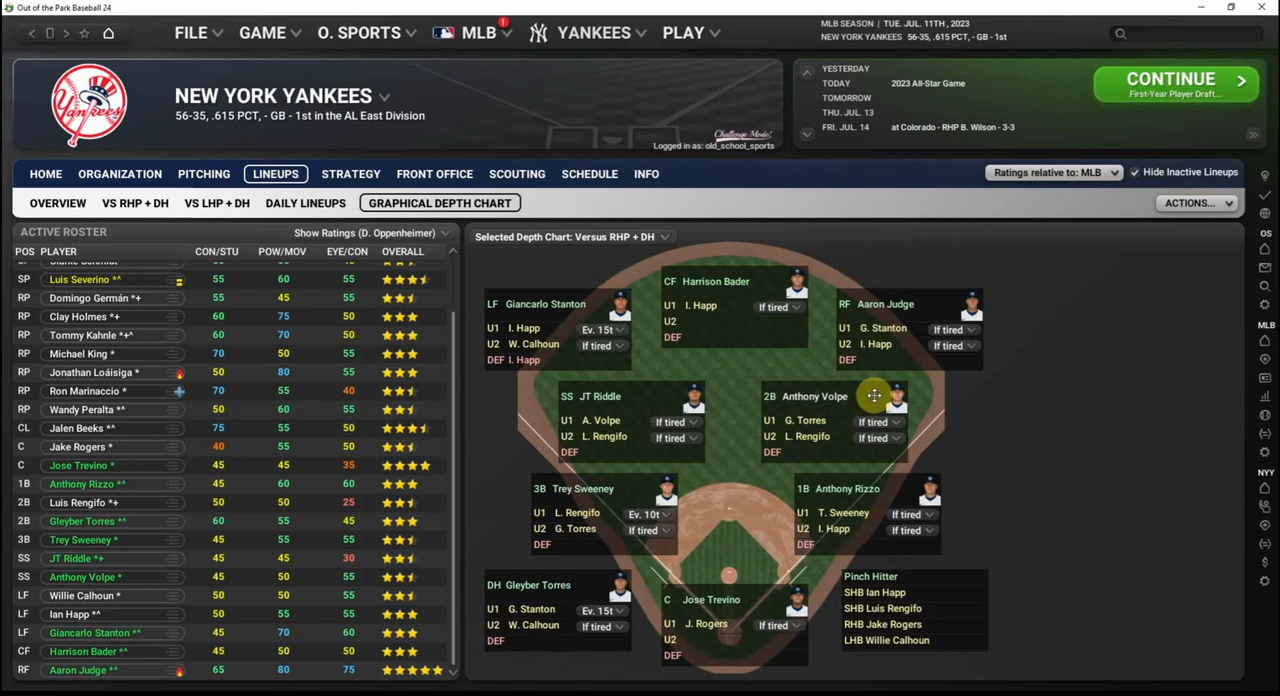 Out of the Park Baseball 24
FILE GAME O. SPORTS MLB ! YANKEES PLAY
MLB SEASON | TUE. JUL. 11TH , 2023
NEW YORK YANKEES 56-35, .615 PCT, - GB - 1st
Yankees
NEW YORK YANKEES
56-35, .615 PCT, - GB - 1st in the AL East Division
Challenge Mode!
Logged in as: old_school_sports
YESTERDAY
TODAY 2023 All-Star Game
TOMORROW
THU. JUL. 13
FRI. JUL. 14 at Colorado - RHP B. Wilson - 3-3
CONTINUE
First-Year Player Draft...
HOME ORGANIZATION PITCHING LINEUPS STRATEGY FRONT OFFICE SCOUTING SCHEDULE INFO
Ratings relative to: MLB Hide Inactive Lineups
OVERVIEW VS RHP + DH VS LHP + DH DAILY LINEUPS GRAPHICAL DEPTH CHART
ACTIONS...
ACTIVE ROSTER Show Ratings (D. Oppenheimer)
POS PLAYER CON/STU POW/MOV EYE/CON OVERALL
SP Luis Severino *^ 55 60 55
RP Domingo Germán *+ 55 45 55
RP Clay Holmes *+ 60 75 50
RP Tommy Kahnle *+^ 60 70 50
RP Michael King * 70 50 55
RP Jonathan Loáisiga * 50 80 55
RP Ron Marinaccio * 70 55 40
RP Wandy Peralta *^ 50 60 55
CL Jalen Beeks *^ 75 55 50
C Jake Rogers * 40 55 50
C Jose Trevino * 45 45 35
1B Anthony Rizzo *^ 45 60 60
2B Luis Rengifo *+ 50 50 25
2B Gleyber Torres *^ 60 55 45
3B Trey Sweeney * 45 55 55
SS JT Riddle *+ 45 45 30
SS Anthony Volpe * 45 50 55
LF Willie Calhoun * 50 50 55
LF Ian Happ *^ 50 55 55
LF Giancarlo Stanton *^ 45 70 60
CF Harrison Bader *^ 45 50 50
RF Aaron Judge *^ 65 80 75
Selected Depth Chart: Versus RHP + DH
CF Harrison Bader
U1 I. Happ If tired
U2
DEF
LF Giancarlo Stanton
U1 I. Happ Ev. 15t
U2 W. Calhoun If tired
DEF I. Happ
RF Aaron Judge
U1 G. Stanton If tired
U2 I. Happ If tired
DEF
SS JT Riddle
U1 A. Volpe If tired
U2 L. Rengifo If tired
DEF
2B Anthony Volpe
U1 G. Torres If tired
U2 L. Rengifo If tired
DEF
3B Trey Sweeney
U1 L. Rengifo Ev. 10t
U2 G. Torres If tired
DEF
1B Anthony Rizzo
U1 T. Sweeney If tired
U2 I. Happ If tired
DEF
DH Gleyber Torres
U1 G. Stanton Ev. 15t
U2 W. Calhoun If tired
DEF
C Jose Trevino
U1 J. Rogers If tired
U2
DEF
Pinch Hitter
SHB Ian Happ
SHB Luis Rengifo
RHB Jake Rogers
LHB Willie Calhoun
OS
MLB
NYY